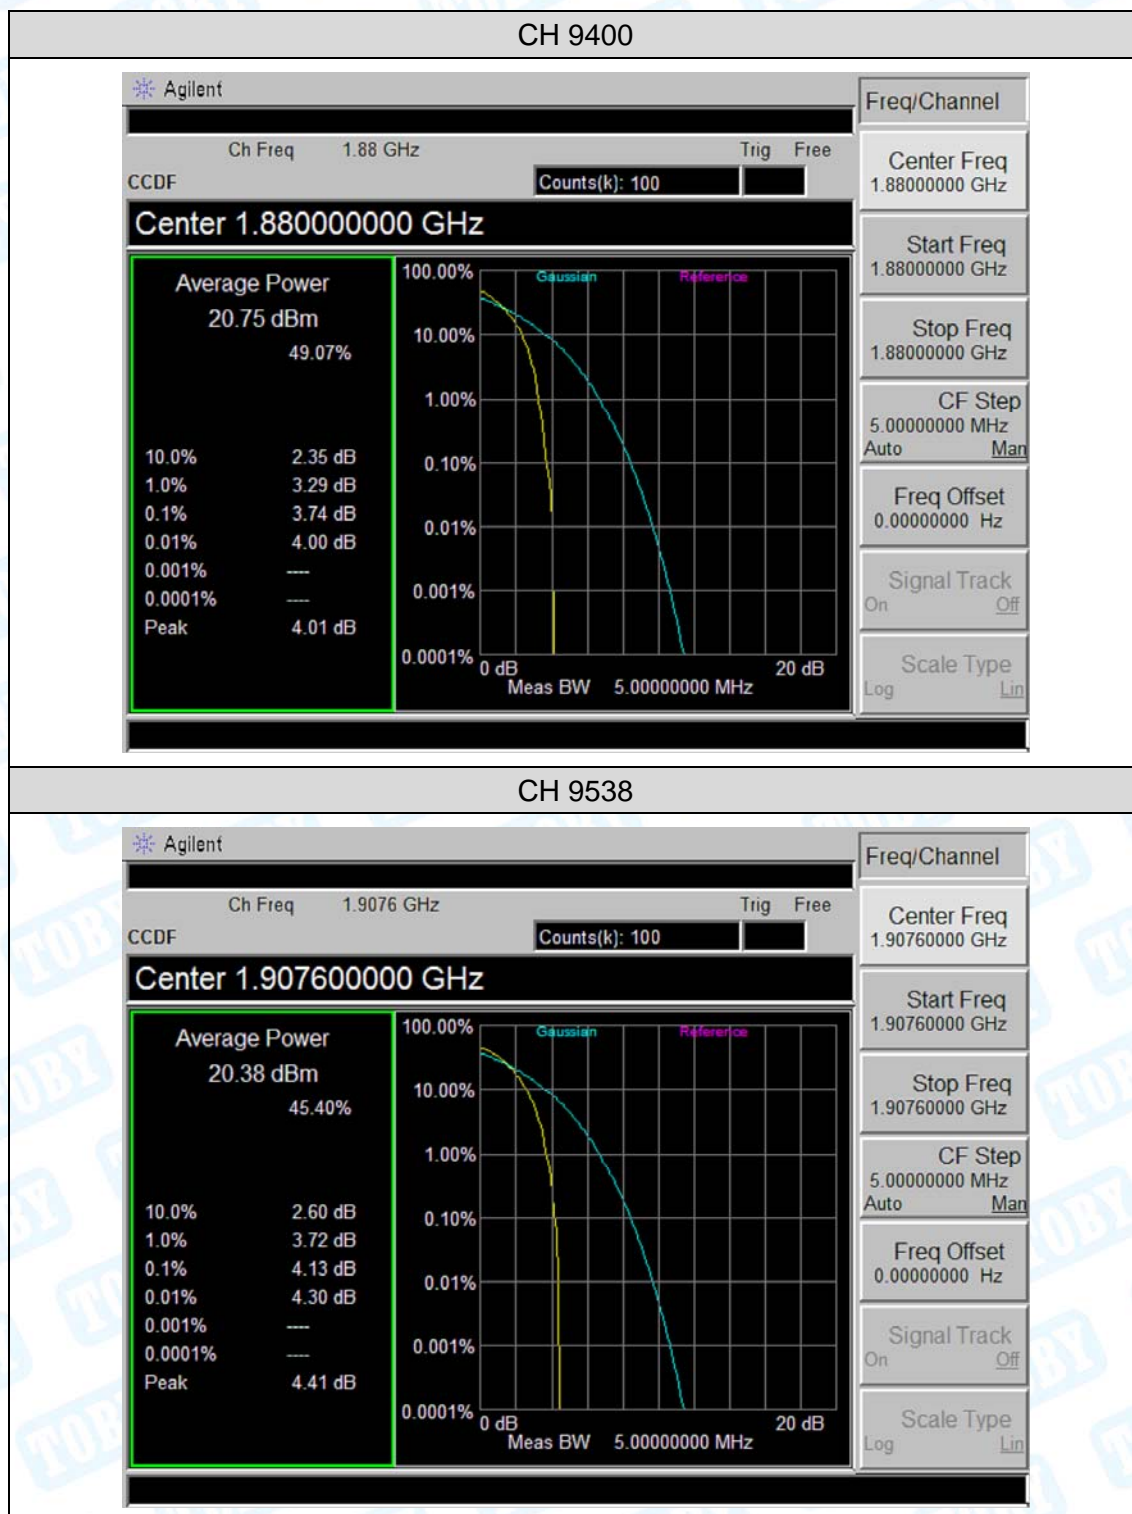 CH 9400
Agilent
Freq/Channel
Ch Freq 1.88 GHz Trig Free
CCDF Counts(k): 100
Center 1.880000000 GHz
Center Freq
1.88000000 GHz
Start Freq
1.88000000 GHz
Stop Freq
1.88000000 GHz
CF Step
5.00000000 MHz
Auto Man
Freq Offset
0.00000000 Hz
Signal Track
On Off
Scale Type
Log Lin
Average Power
20.75 dBm
49.07%
10.0% 2.35 dB
1.0% 3.29 dB
0.1% 3.74 dB
0.01% 4.00 dB
0.001% ----
0.0001% ----
Peak 4.01 dB
Gaussian Reference
100.00%
10.00%
1.00%
0.10%
0.01%
0.001%
0.0001%
0 dB 20 dB
Meas BW 5.00000000 MHz
CH 9538
Agilent
Freq/Channel
Ch Freq 1.9076 GHz Trig Free
CCDF Counts(k): 100
Center 1.907600000 GHz
Center Freq
1.90760000 GHz
Start Freq
1.90760000 GHz
Stop Freq
1.90760000 GHz
CF Step
5.00000000 MHz
Auto Man
Freq Offset
0.00000000 Hz
Signal Track
On Off
Scale Type
Log Lin
Average Power
20.38 dBm
45.40%
10.0% 2.60 dB
1.0% 3.72 dB
0.1% 4.13 dB
0.01% 4.30 dB
0.001% ----
0.0001% ----
Peak 4.41 dB
Gaussian Reference
100.00%
10.00%
1.00%
0.10%
0.01%
0.001%
0.0001%
0 dB 20 dB
Meas BW 5.00000000 MHz
TOBY